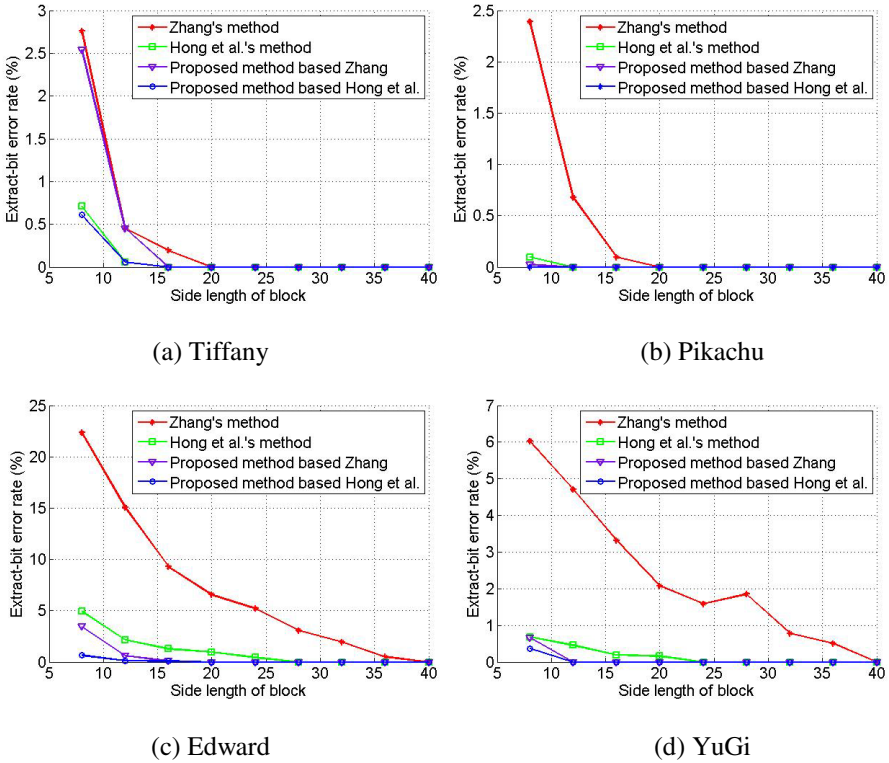 3
2.5
2
1.5
1
0.5
0
5 10 15 20 25 30 35 40
Extract-bit error rate (%)
Side length of block
Zhang's method
Hong et al.'s method
Proposed method based Zhang
Proposed method based Hong et al.
(a) Tiffany
2.5
2
1.5
1
0.5
0
5 10 15 20 25 30 35 40
Extract-bit error rate (%)
Side length of block
Zhang's method
Hong et al.'s method
Proposed method based Zhang
Proposed method based Hong et al.
(b) Pikachu
25
20
15
10
5
0
5 10 15 20 25 30 35 40
Extract-bit error rate (%)
Side length of block
Zhang's method
Hong et al.'s method
Proposed method based Zhang
Proposed method based Hong et al.
(c) Edward
7
6
5
4
3
2
1
0
5 10 15 20 25 30 35 40
Extract-bit error rate (%)
Side length of block
Zhang's method
Hong et al.'s method
Proposed method based Zhang
Proposed method based Hong et al.
(d) YuGi